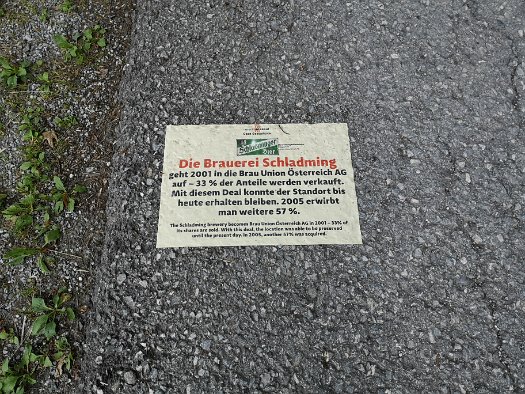 Schladminger
Bier
Die Brauerei Schladming
geht 2001 in die Brau Union Österreich AG
auf – 33 % der Anteile werden verkauft.
Mit diesem Deal konnte der Standort bis
heute erhalten bleiben. 2005 erwirbt
man weitere 57 %.
The Schladming brewery becomes Brau Union Österreich AG in 2001 – 33% of
its shares are sold. With this deal, the location was able to be preserved
until the present day. In 2005, another 57% was acquired.